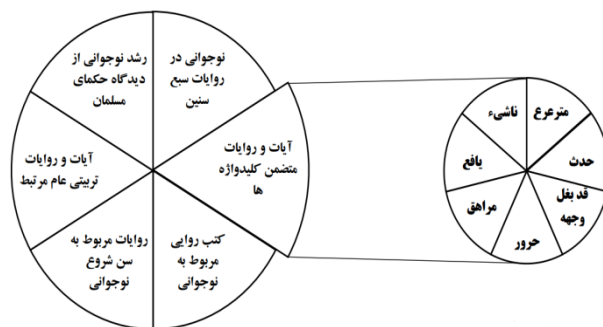 نوجوانی در
روایات سبع
سنین
آیات و روایات
متضمن کلیدواژه
ها
کتب روایی
مربوط به
نوجوانی
روایات مربوط به
سن شروع
نوجوانی
آیات و روایات
تربیتی عام مرتبط
رشد نوجوانی از
دیدگاه حکمای
مسلمان
مترعرع
حدث
قد بغل
وجهه
حرور
مراهق
یافع
ناشیء